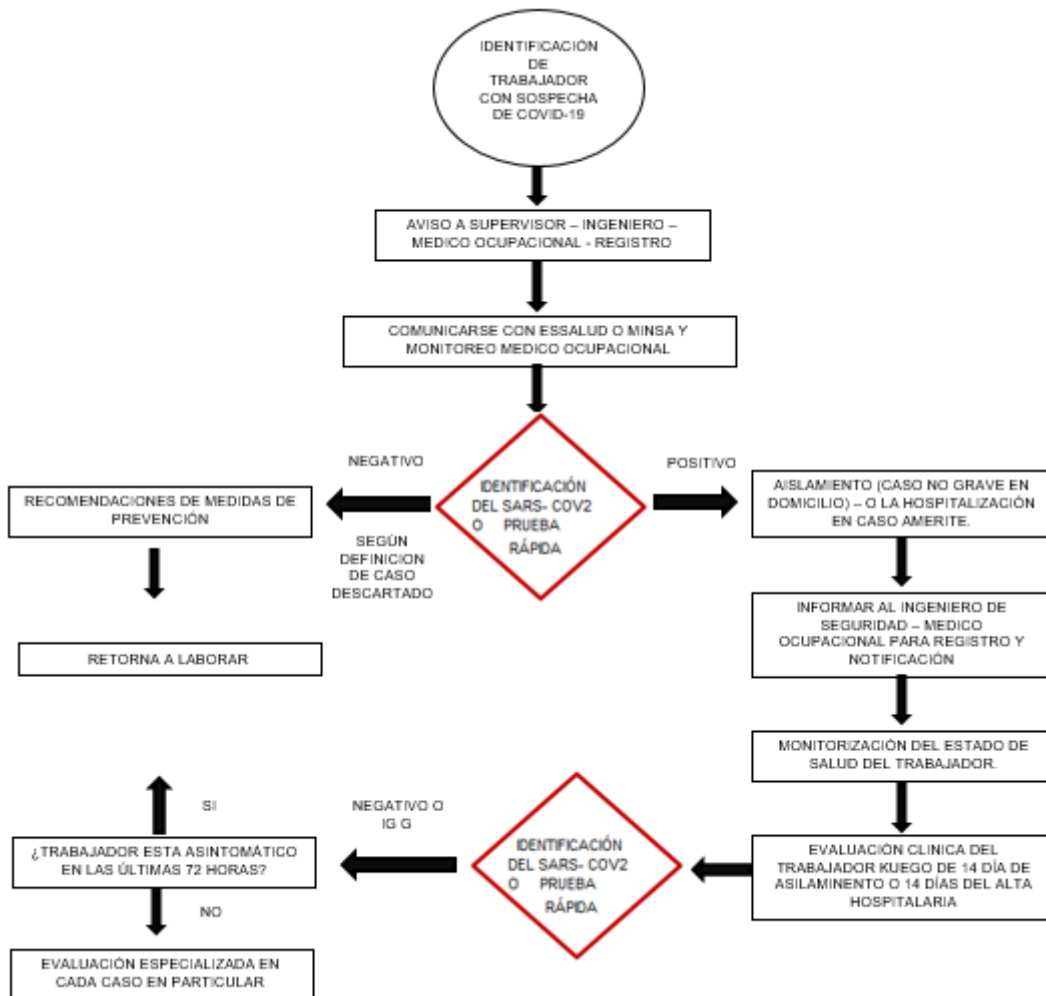 IDENTIFICACIÓN
DE
TRABAJADOR
CON SOSPECHA
DE COVID-19
AVISO A SUPERVISOR – INGENIERO –
MEDICO OCUPACIONAL - REGISTRO
COMUNICARSE CON ESSALUD O MINSA Y
MONITOREO MEDICO OCUPACIONAL
NEGATIVO
POSITIVO
IDENTIFICACIÓN
DEL SARS- COV2
O PRUEBA
RÁPIDA
SEGÚN
DEFINICION
DE CASO
DESCARTADO
RECOMENDACIONES DE MEDIDAS DE
PREVENCIÓN
RETORNA A LABORAR
AISLAMIENTO (CASO NO GRAVE EN
DOMICILIO) – O LA HOSPITALIZACIÓN
EN CASO AMERITE.
INFORMAR AL INGENIERO DE
SEGURIDAD – MEDICO
OCUPACIONAL PARA REGISTRO Y
NOTIFICACIÓN
MONITORIZACIÓN DEL ESTADO DE
SALUD DEL TRABAJADOR.
EVALUACIÓN CLINICA DEL
TRABAJADOR KUEGO DE 14 DÍA DE
ASILAMINENTO O 14 DÍAS DEL ALTA
HOSPITALARIA
IDENTIFICACIÓN
DEL SARS- COV2
O PRUEBA
RÁPIDA
NEGATIVO O
IG G
SI
¿TRABAJADOR ESTA ASINTOMÁTICO
EN LAS ÚLTIMAS 72 HORAS?
NO
EVALUACIÓN ESPECIALIZADA EN
CADA CASO EN PARTICULAR